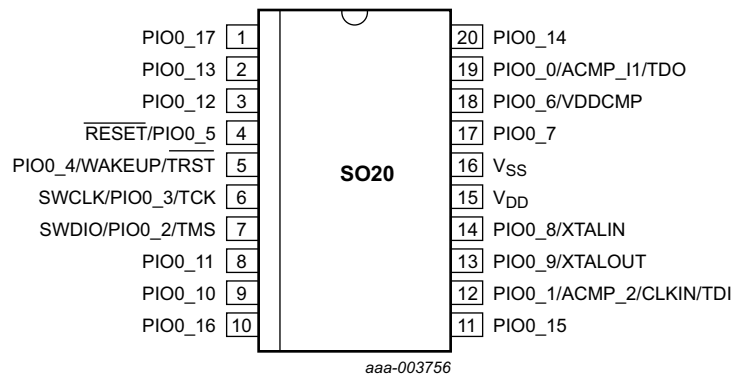 PIO0_17 1 20 PIO0_14
PIO0_13 2 19 PIO0_0/ACMP_I1/TDO
PIO0_12 3 18 PIO0_6/VDDCMP
RESET/PIO0_5 4 17 PIO0_7
PIO0_4/WAKEUP/TRST 5 16 VSS
SO20
SWCLK/PIO0_3/TCK 6 15 VDD
SWDIO/PIO0_2/TMS 7 14 PIO0_8/XTALIN
PIO0_11 8 13 PIO0_9/XTALOUT
PIO0_10 9 12 PIO0_1/ACMP_2/CLKIN/TDI
PIO0_16 10 11 PIO0_15
aaa-003756